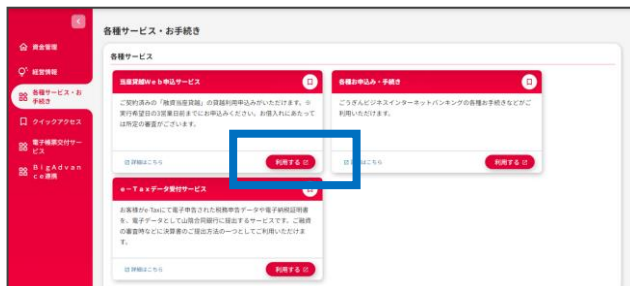 各種サービス・お手続き
資金管理
経営情報
各種サービス・お
手続き
クイックアクセス
電子帳票交付サー
ビス
BigAdvan
ce連携
各種サービス
当座貸越Web申込サービス
ご契約済みの「融資当座貸越」の貸越利用申込みいただけます。※
実行希望日の3営業日前までにお申込みください。お借入れにあたって
は所定の審査がございます。
詳細はこちら
利用する
各種お申込み・手続き
ごうぎんビジネスインターネットバンキングの各種お手続きなどがご
利用いただけます。
詳細はこちら
利用する
e-Taxデータ受付サービス
お客様がe-Taxにて電子申告された税務申告データや電子納税証明書
を、電子データとして山陰合同銀行に提出するサービスです。ご融資
の審査時などに決算書のご提出方法の一つとしてご利用いただけま
す。
詳細はこちら
利用する